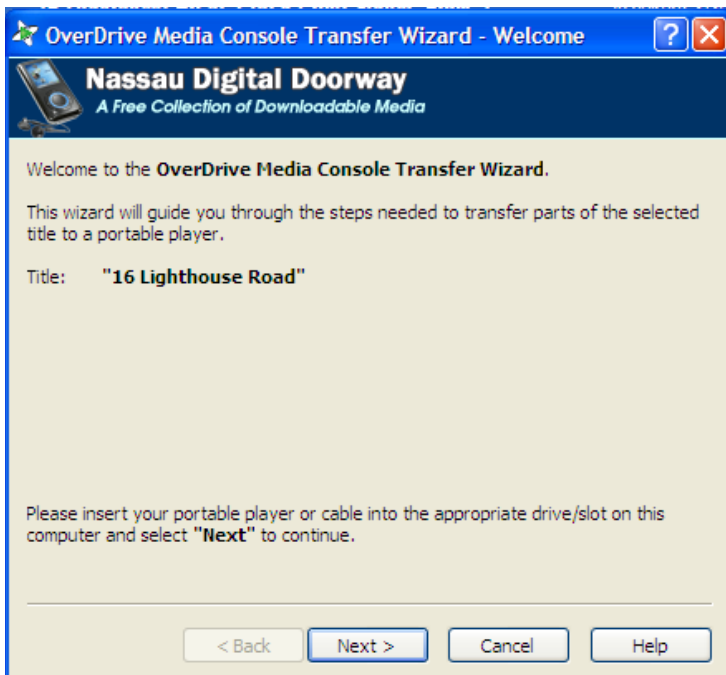 OverDrive Media Console Transfer Wizard - Welcome
Nassau Digital Doorway
A Free Collection of Downloadable Media
Welcome to the OverDrive Media Console Transfer Wizard.
This wizard will guide you through the steps needed to transfer parts of the selected
title to a portable player.
Title: "16 Lighthouse Road"
Please insert your portable player or cable into the appropriate drive/slot on this
computer and select "Next" to continue.
< Back Next > Cancel Help